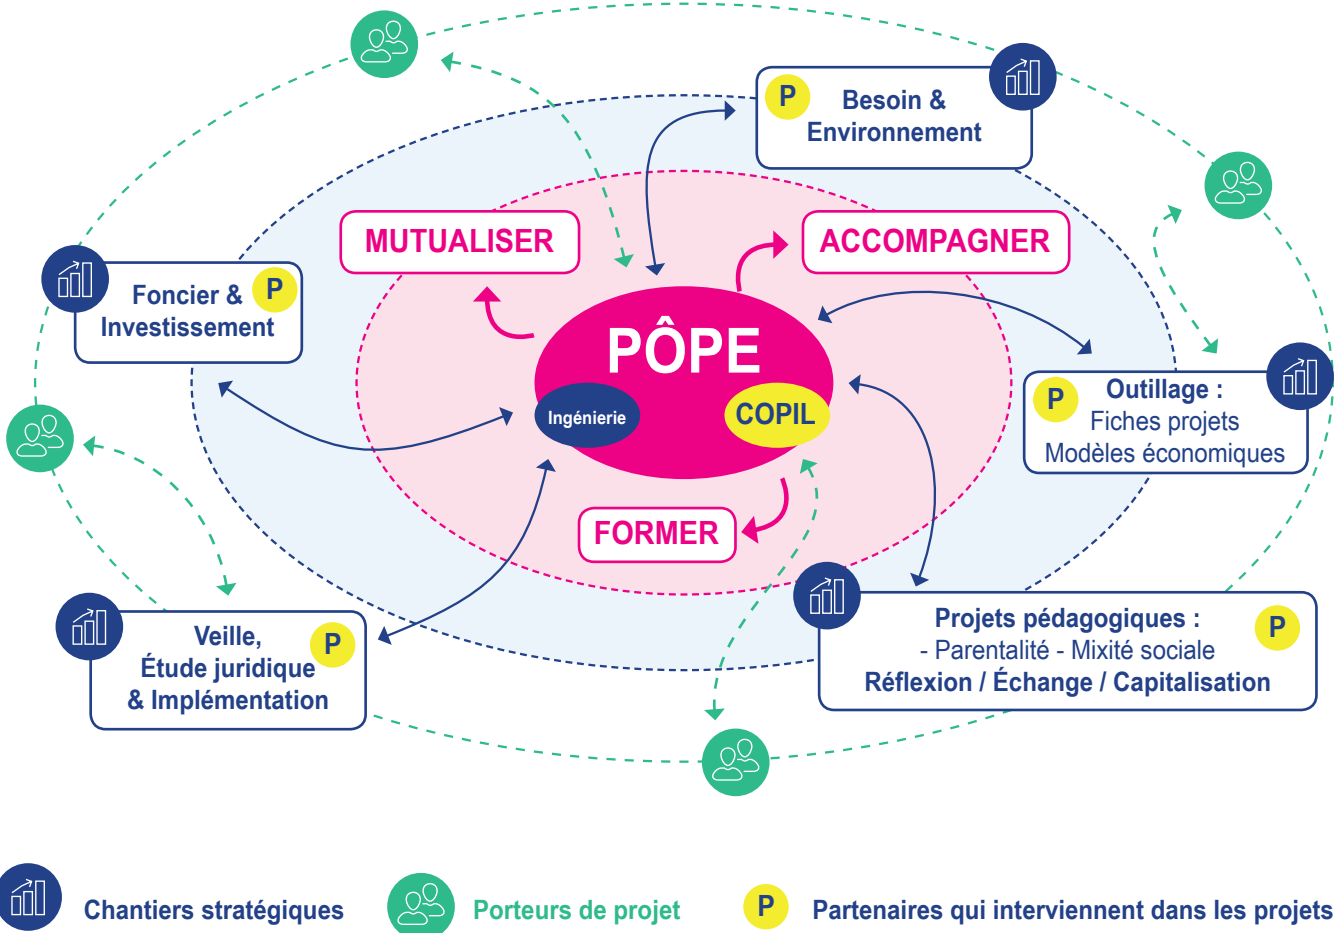 P
Besoin &
Environnement
MUTUALISER
ACCOMPAGNER
Foncier &
Investissement
P
PÔPE
Ingénierie
COPIL
P
Outillage :
Fiches projets
Modèles économiques
FORMER
Veille,
Étude juridique
& Implémentation
P
Projets pédagogiques :
- Parentalité - Mixité sociale
Réflexion / Échange / Capitalisation
P
Chantiers stratégiques
Porteurs de projet
P
Partenaires qui interviennent dans les projets